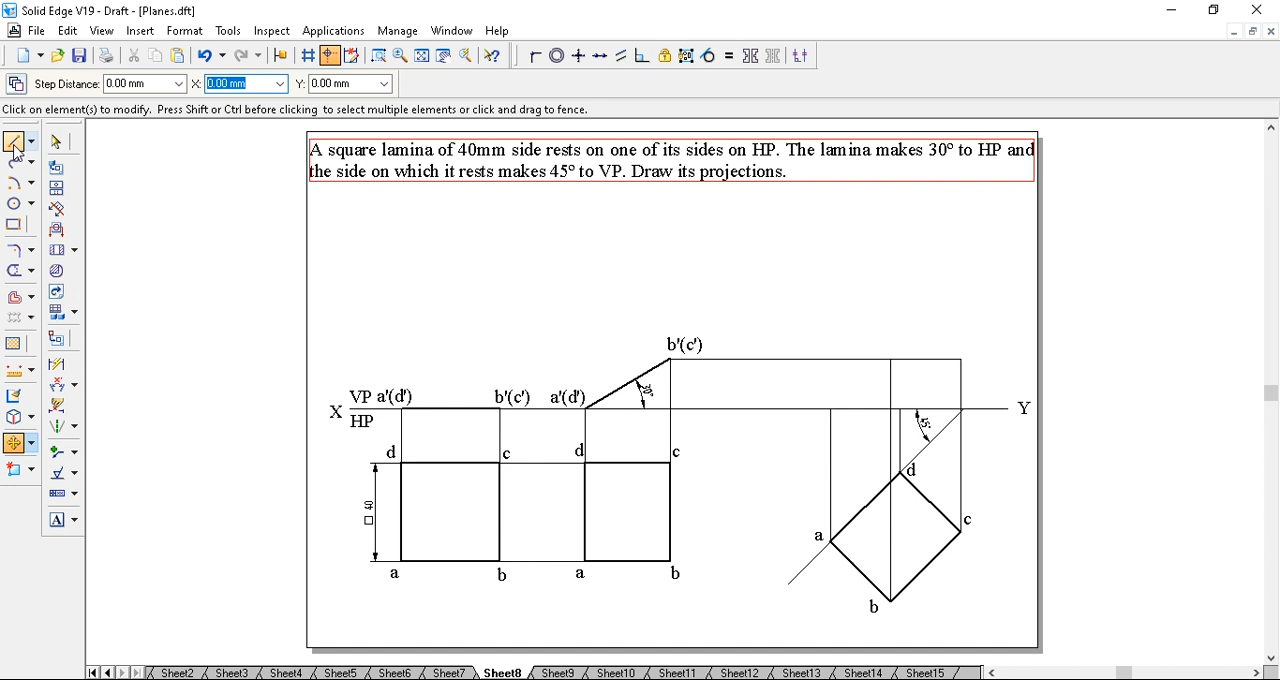 Solid Edge V19 - Draft - [Planes.dft]
File Edit View Insert Format Tools Inspect Applications Manage Window Help
Step Distance: 0.00 mm X: 0.00 mm Y: 0.00 mm
Click on element(s) to modify. Press Shift or Ctrl before clicking to select multiple elements or click and drag to fence.
A square lamina of 40mm side rests on one of its sides on HP. The lamina makes 30° to HP and
the side on which it rests makes 45° to VP. Draw its projections.
b'(c')
30°
VP a'(d') b'(c') a'(d')
X Y
HP
45°
d c d c d
□ 40
c
a
a b a b
b
A
Sheet2 Sheet3 Sheet4 Sheet5 Sheet6 Sheet7 Sheet8 Sheet9 Sheet10 Sheet11 Sheet12 Sheet13 Sheet14 Sheet15